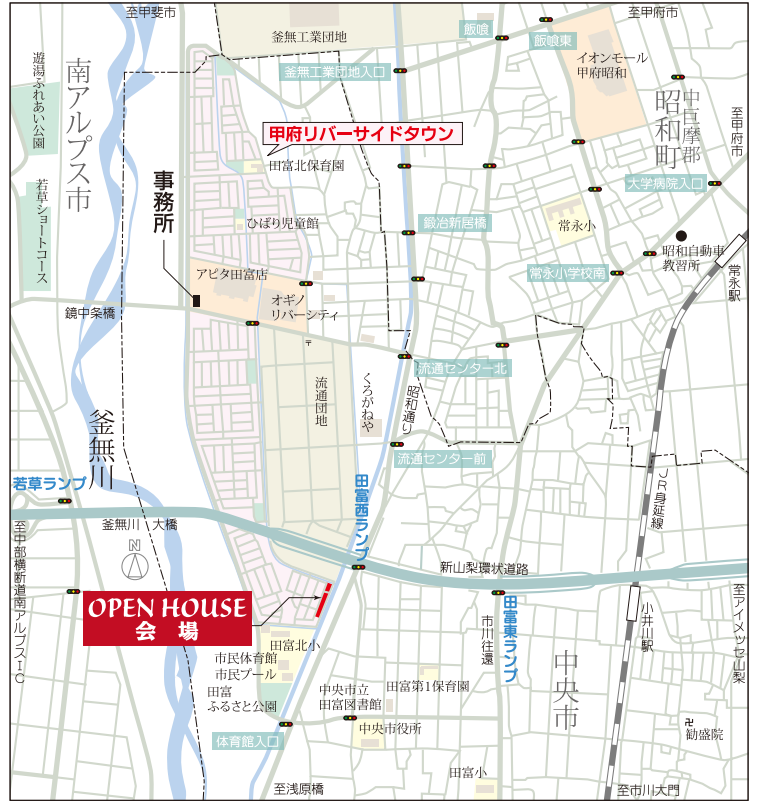 至甲斐市
至甲府市
釜無工業団地
飯喰
飯喰東
イオンモール
甲府昭和
釜無工業団地入口
遊湯ふれあい公園
南アルプス市
中巨摩郡
昭和町
至甲府市
甲府リバーサイドタウン
田富北保育園
大学病院入口
事務所
若草ショートコース
ひばり児童館
鍛冶新居橋
常永小
昭和自動車
教習所
アピタ田富店
常永小学校南
常永駅
オギノ
リバーシティ
鏡中条橋
〒
流通センター北
流通団地
くろがねや
昭和通り
釜無川
流通センター前
若草ランプ
田富西ランプ
JR身延線
釜無川 大橋
至中部横断道南アルプスIC
N
新山梨環状道路
OPEN HOUSE
会 場
田富東ランプ
市川往還
小井川駅
至アイメッセ山梨
田富北小
市民体育館
市民プール
中央市
田富
ふるさと公園
中央市立
田富図書館
田富第1保育園
中央市役所
卍
勧盛院
体育館入口
田富小
至浅原橋
至市川大門